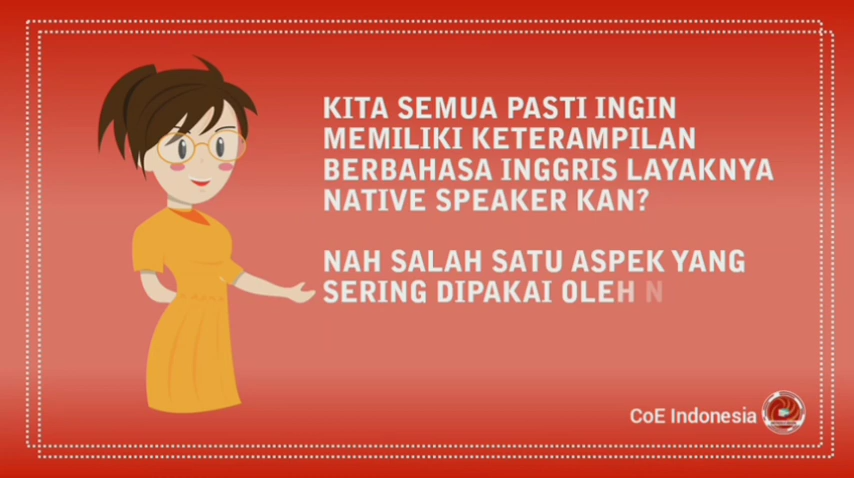 KITA SEMUA PASTI INGIN
MEMILIKI KETERAMPILAN
BERBAHASA INGGRIS LAYAKNYA
NATIVE SPEAKER KAN?
NAH SALAH SATU ASPEK YANG
SERING DIPAKAI OLEH N
CoE Indonesia